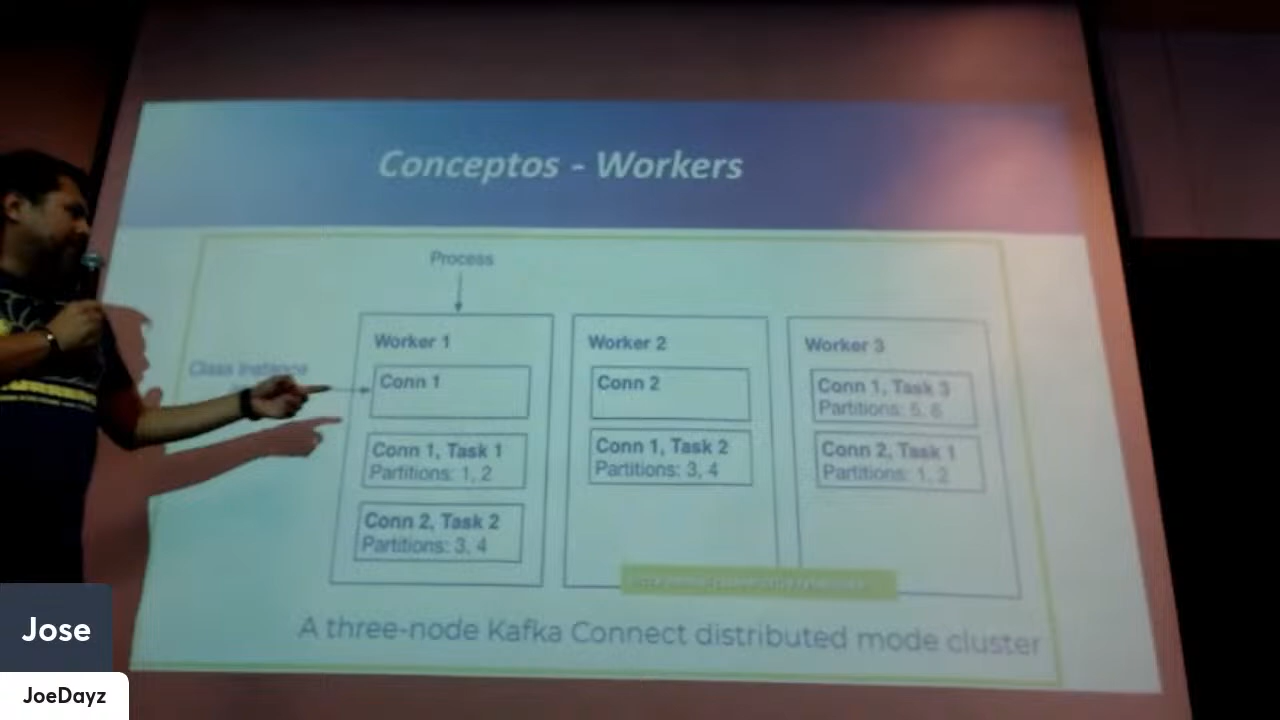 Conceptos - Workers
Process
Class Instance
Worker 1
Conn 1
Conn 1, Task 1
Partitions: 1, 2
Conn 2, Task 2
Partitions: 3, 4
Worker 2
Conn 2
Conn 1, Task 2
Partitions: 3, 4
Worker 3
Conn 1, Task 3
Partitions: 5, 6
Conn 2, Task 1
Partitions: 1, 2
A three-node Kafka Connect distributed mode cluster
Jose
JoeDayz